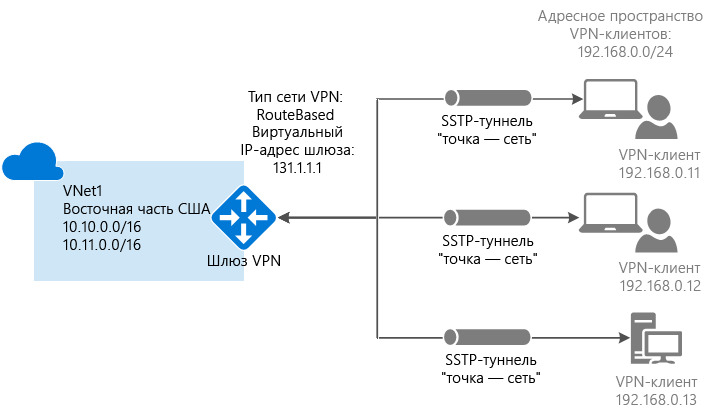 Адресное пространство
VPN-клиентов:
192.168.0.0/24
Тип сети VPN:
RouteBased
Виртуальный
IP-адрес шлюза:
131.1.1.1
SSTP-туннель
"точка — сеть"
VPN-клиент
192.168.0.11
VNet1
Восточная часть США
10.10.0.0/16
10.11.0.0/16
Шлюз VPN
SSTP-туннель
"точка — сеть"
VPN-клиент
192.168.0.12
SSTP-туннель
"точка — сеть"
VPN-клиент
192.168.0.13